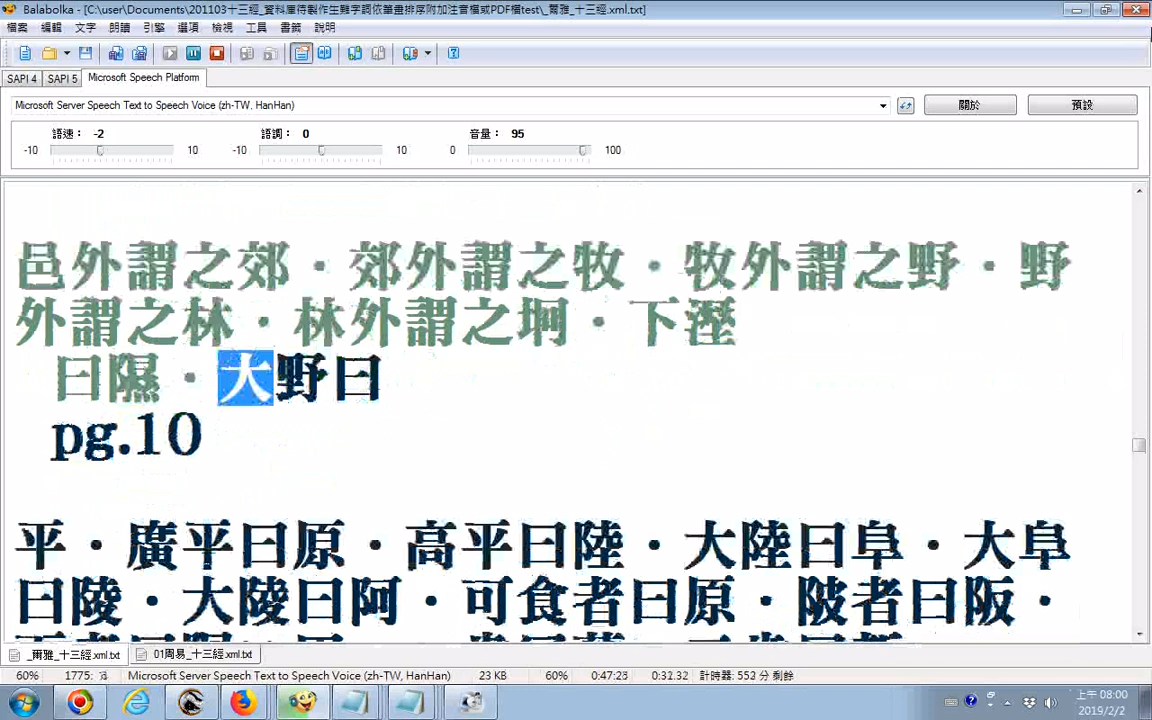 Balabolka - [C:\user\Documents\201103十三經_資料庫待製作生難字詞依筆畫排序附加注音檔或PDF檔test\_爾雅_十三經.xml.txt]
檔案 編輯 文字 朗讀 引擎 選項 檢視 工具 書籤 說明
SAPI 4 SAPI 5 Microsoft Speech Platform
Microsoft Server Speech Text to Speech Voice (zh-TW, HanHan) 關於 預設
語速： -2 語調： 0 音量： 95
-10 10 -10 10 0 100
邑外謂之郊．郊外謂之牧．牧外謂之野．野
外謂之林．林外謂之坰．下溼
曰隰．大野曰
pg.10
平．廣平曰原．高平曰陸．大陸曰阜．大阜
曰陵．大陵曰阿．可食者曰原．陂者曰阪．
_爾雅_十三經.xml.txt 01周易_十三經.xml.txt
60% 1775: Microsoft Server Speech Text to Speech Voice (zh-TW, HanHan) 23 KB 60% 0:47:23 0:32.32 計時器: 552 分 剩餘
上午 08:00
2019/2/2